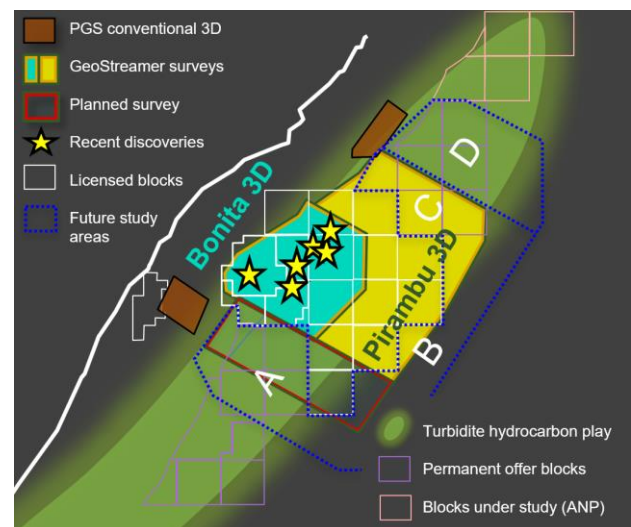 PGS conventional 3D
GeoStreamer surveys
Planned survey
Recent discoveries
Licensed blocks
Future study
areas
Bonita 3D
Pirambu 3D
A
B
C
D
Turbidite hydrocarbon play
Permanent offer blocks
Blocks under study (ANP)